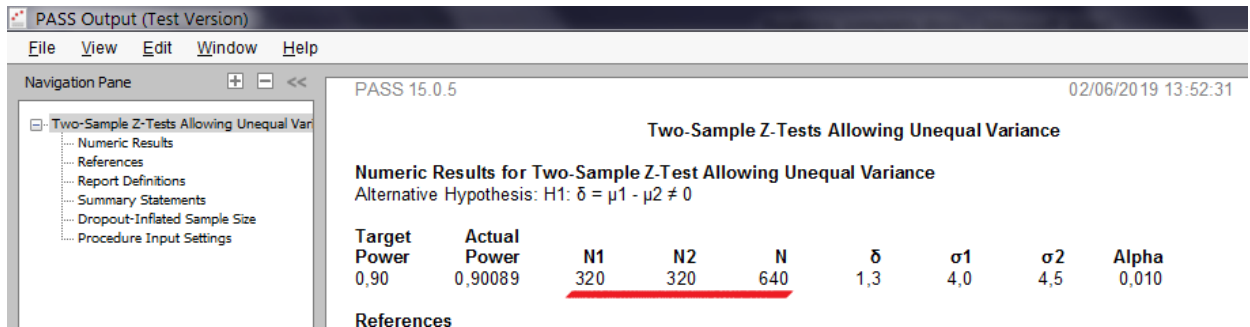 PASS Output (Test Version)
File View Edit Window Help
Navigation Pane
Two-Sample Z-Tests Allowing Unequal Vari
Numeric Results
References
Report Definitions
Summary Statements
Dropout-Inflated Sample Size
Procedure Input Settings
PASS 15.0.5 02/06/2019 13:52:31
Two-Sample Z-Tests Allowing Unequal Variance
Numeric Results for Two-Sample Z-Test Allowing Unequal Variance
Alternative Hypothesis: H1: δ = μ1 - μ2 ≠ 0
Target Actual
Power Power N1 N2 N δ σ1 σ2 Alpha
0,90 0,90089 320 320 640 1,3 4,0 4,5 0,010
References